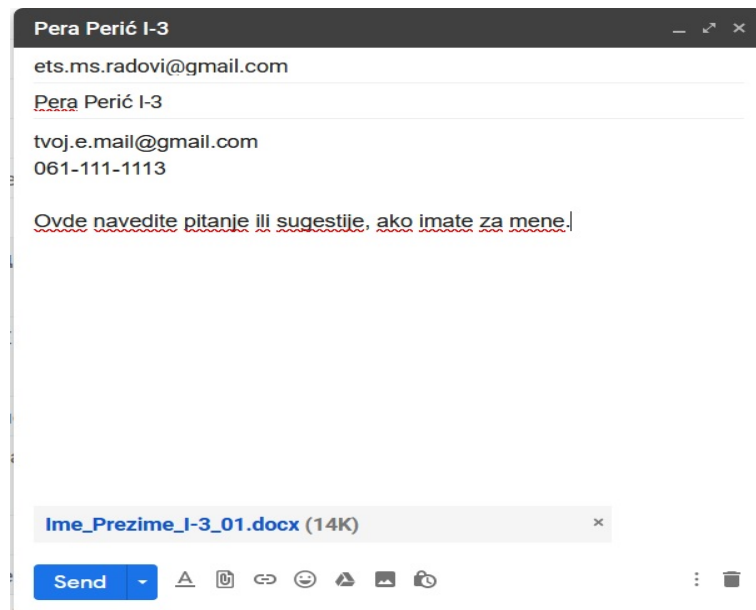 Pera Perić I-3
ets.ms.radovi@gmail.com
Pera Perić I-3
tvoj.e.mail@gmail.com
061-111-1113
Ovde navedite pitanje ili sugestije, ako imate za mene.
Ime_Prezime_I-3_01.docx (14K)
Send